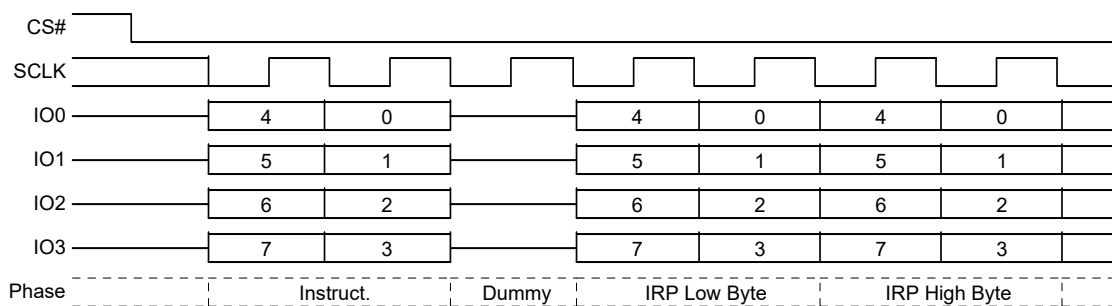 CS#
SCLK
IO0 4 0 4 0 4 0
IO1 5 1 5 1 5 1
IO2 6 2 6 2 6 2
IO3 7 3 7 3 7 3
Phase Instruct. Dummy IRP Low Byte IRP High Byte